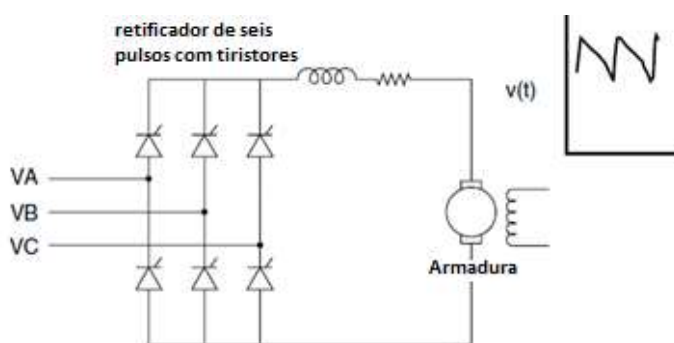 retificador de seis
pulsos com tiristores
v(t)
VA
VB
VC
Armadura